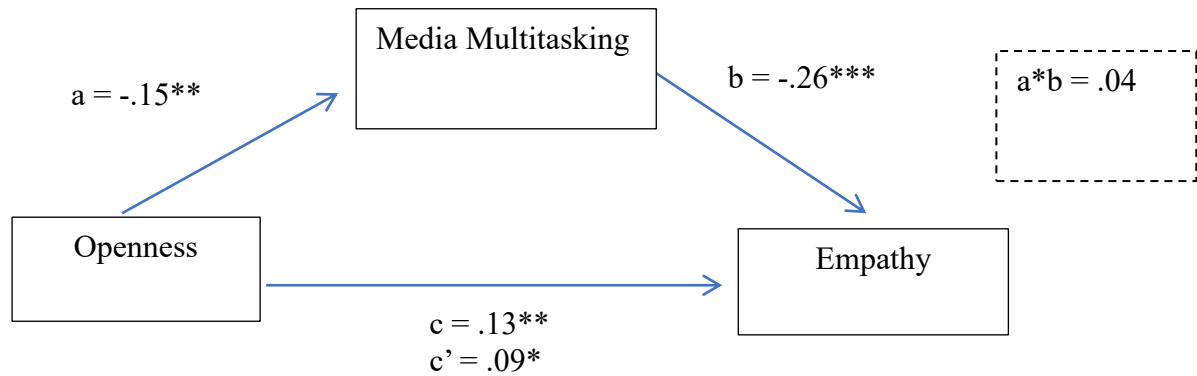 Media Multitasking
a = -.15**
b = -.26***
a*b = .04
Openness
Empathy
c = .13**
c’ = .09*